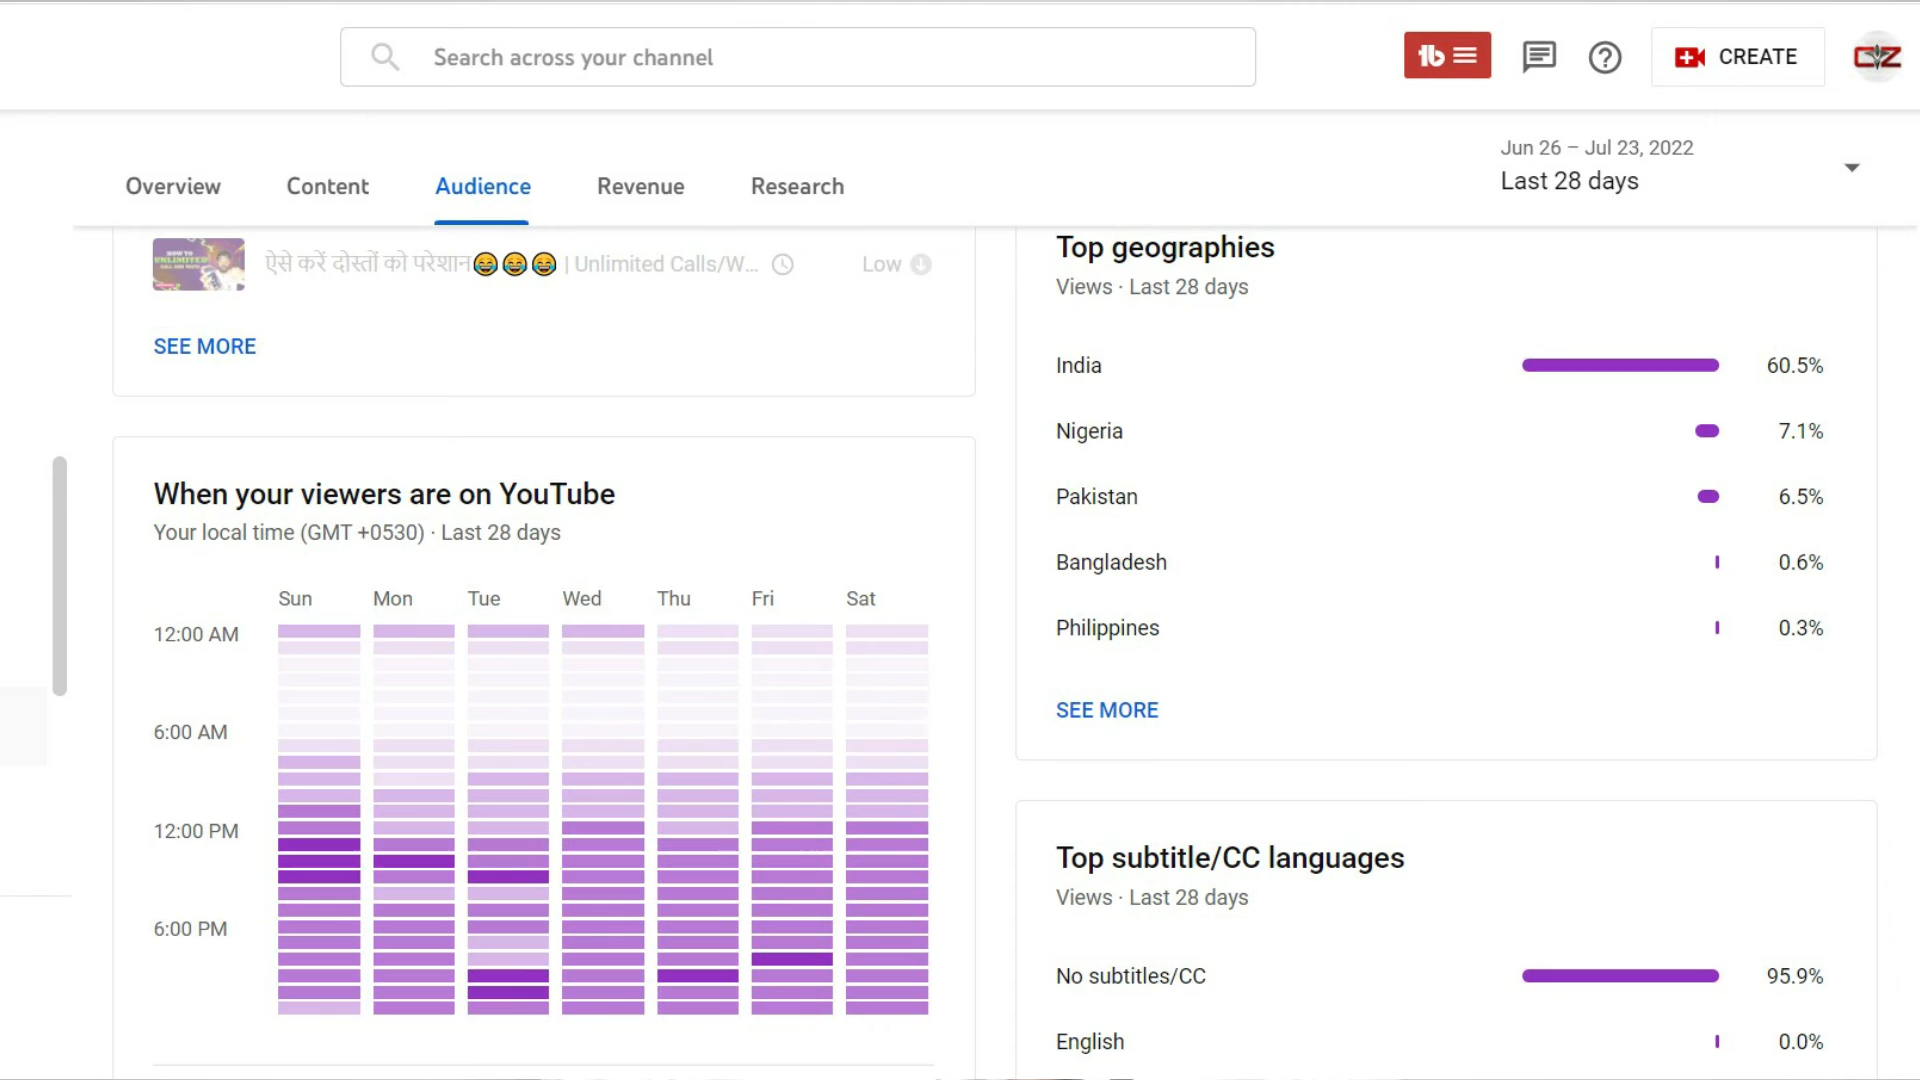 Search across your channel
CREATE
Jun 26 – Jul 23, 2022
Last 28 days
Overview
Content
Audience
Revenue
Research
HOW TO
UNLIMITED
ऐसे करें दोस्तों को परेशान😂😂😂 | Unlimited Calls/W...
Low
SEE MORE
When your viewers are on YouTube
Your local time (GMT +0530) · Last 28 days
Sun Mon Tue Wed Thu Fri Sat
12:00 AM
6:00 AM
12:00 PM
6:00 PM
Top geographies
Views · Last 28 days
India 60.5%
Nigeria 7.1%
Pakistan 6.5%
Bangladesh 0.6%
Philippines 0.3%
SEE MORE
Top subtitle/CC languages
Views · Last 28 days
No subtitles/CC 95.9%
English 0.0%